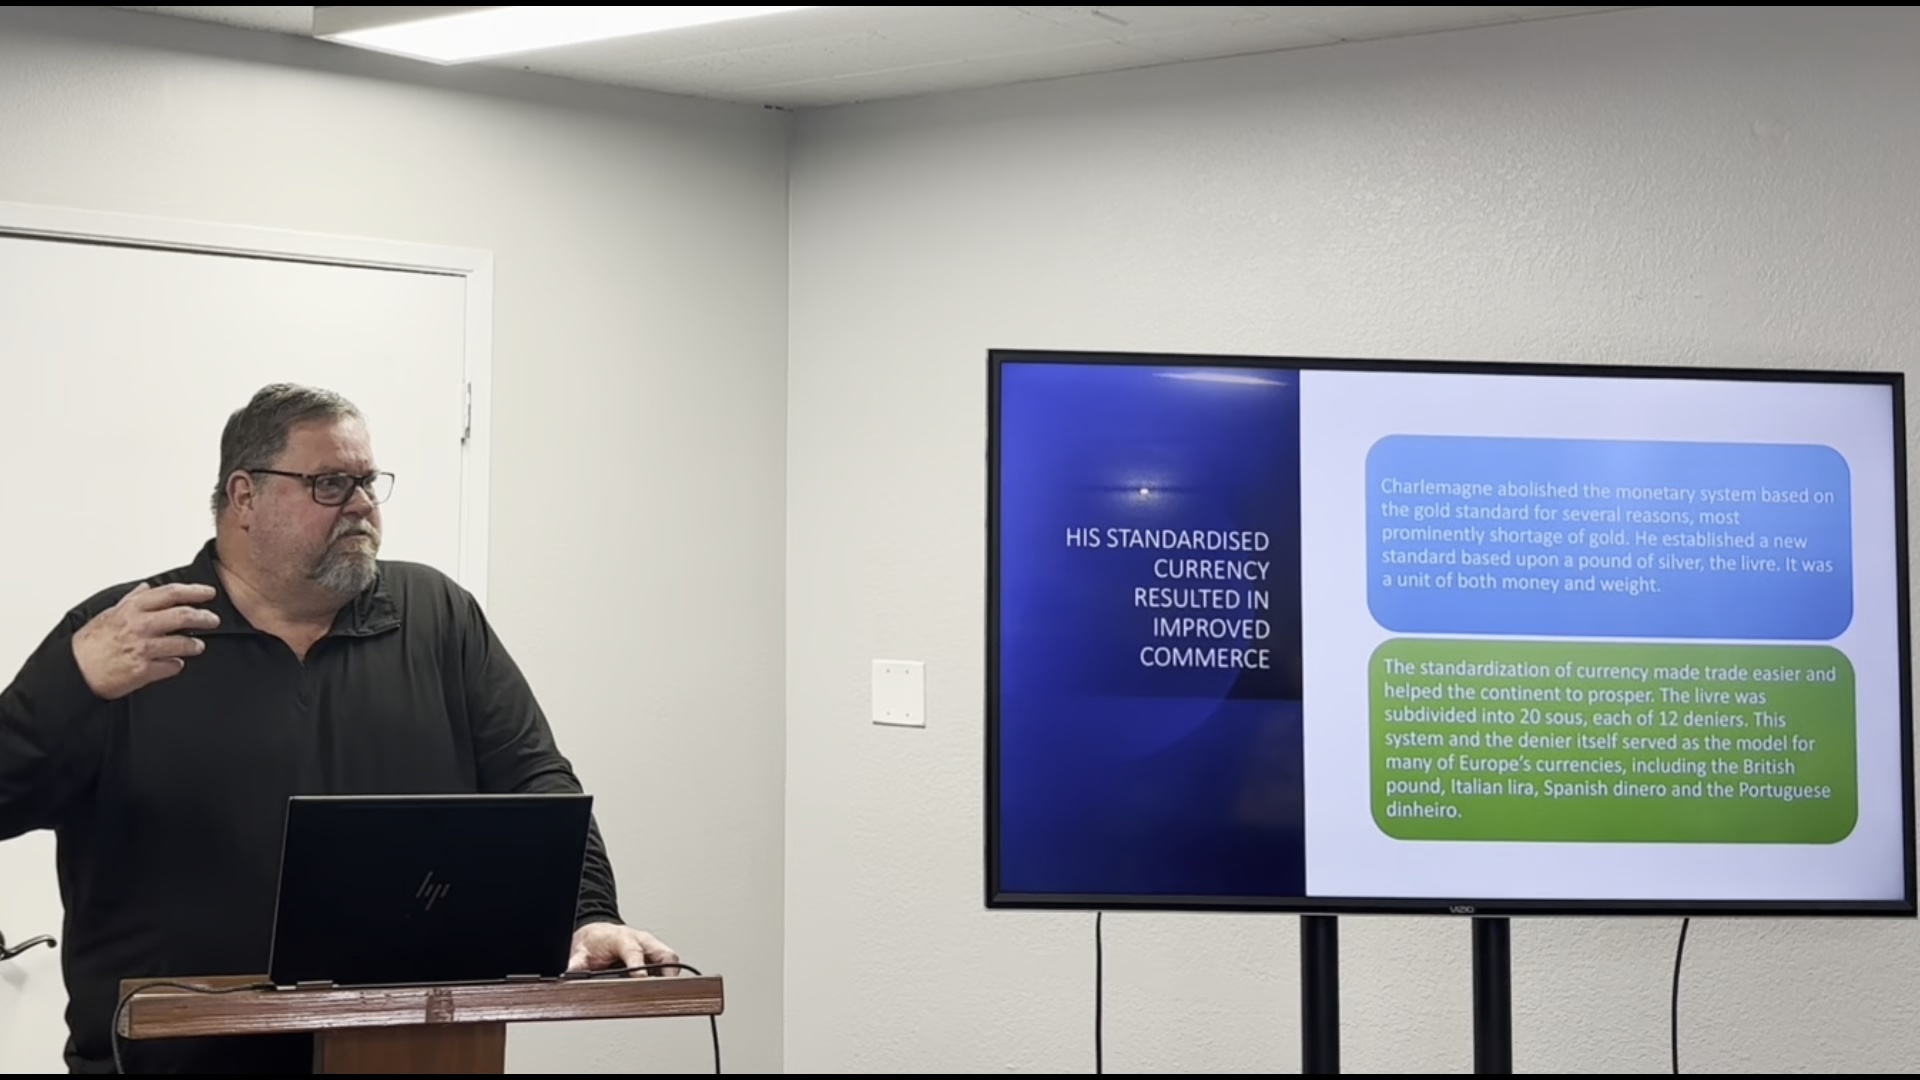 HIS STANDARDISED
CURRENCY
RESULTED IN
IMPROVED
COMMERCE
Charlemagne abolished the monetary system based on
the gold standard for several reasons, most
prominently shortage of gold. He established a new
standard based upon a pound of silver, the livre. It was
a unit of both money and weight.
The standardization of currency made trade easier and
helped the continent to prosper. The livre was
subdivided into 20 sous, each of 12 deniers. This
system and the denier itself served as the model for
many of Europe's currencies, including the British
pound, Italian lira, Spanish dinero and the Portuguese
dinheiro.
VIZIO
hp